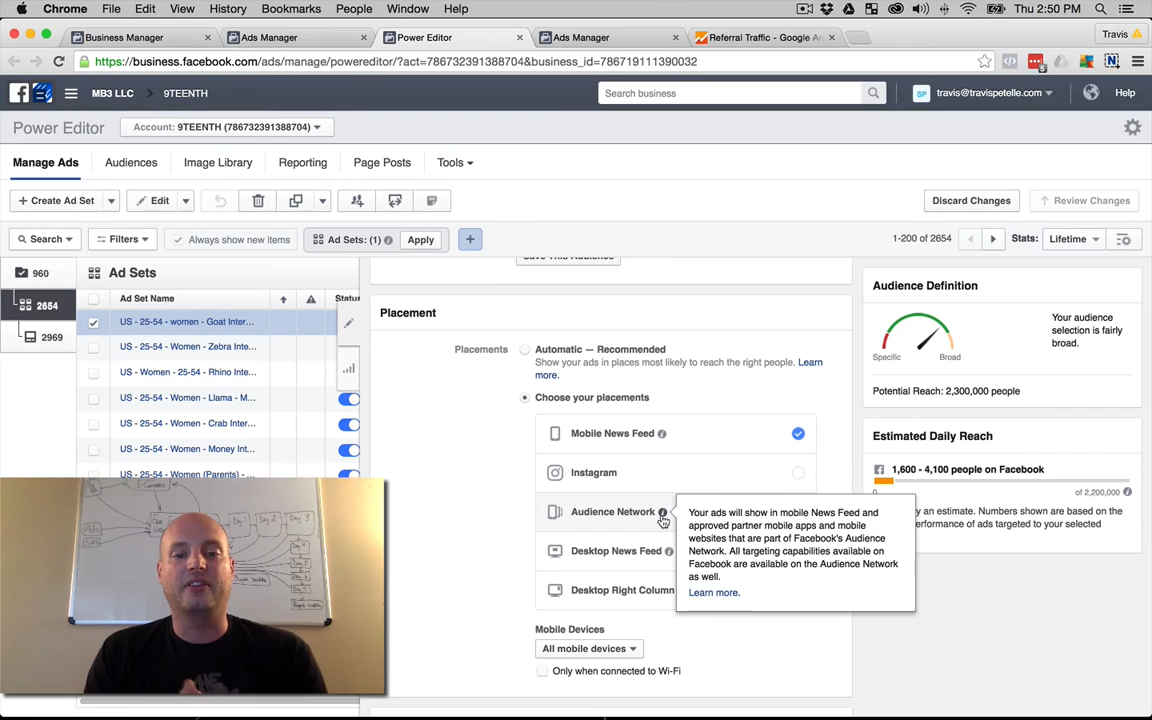 Chrome File Edit View History Bookmarks People Window Help Thu 2:50 PM
Business Manager × Ads Manager × Power Editor × Ads Manager × Referral Traffic - Google An × Travis
https://business.facebook.com/ads/manage/powereditor/?act=786732391388704&business_id=786719111390032
MB3 LLC > 9TEENTH Search business SP travis@travispetelle.com Help
Power Editor Account: 9TEENTH (786732391388704)
Manage Ads Audiences Image Library Reporting Page Posts Tools
+ Create Ad Set Edit Discard Changes Review Changes
Search Filters Always show new items Ad Sets: (1) Apply + 1-200 of 2654 Stats: Lifetime
960 Ad Sets
2654 Ad Set Name Status
2969
US - 25-54 - women - Goat Inter...
US - 25-54 - Women - Zebra Inte...
US - Women - 25-54 - Rhino Inte...
US - 25-54 - Women - Llama - M...
US - 25-54 - Women - Crab Inter...
US - 25-54 - Women - Money Int...
US - 25-54 - Women (Parents) - ...
Save This Audience
Placement
Placements Automatic — Recommended
Show your ads in places most likely to reach the right people. Learn
more.
Choose your placements
Mobile News Feed
Instagram
Audience Network
Desktop News Feed
Desktop Right Column
Your ads will show in mobile News Feed and
approved partner mobile apps and mobile
websites that are part of Facebook's Audience
Network. All targeting capabilities available on
Facebook are available on the Audience Network
as well.
Learn more.
Mobile Devices
All mobile devices
Only when connected to Wi-Fi
Audience Definition
Your audience
selection is fairly
broad.
Specific Broad
Potential Reach: 2,300,000 people
Estimated Daily Reach
1,600 - 4,100 people on Facebook
0 of 2,200,000
y an estimate. Numbers shown are based on the
erformance of ads targeted to your selected
E-Commerce
Day 1 Day 2 Day 3